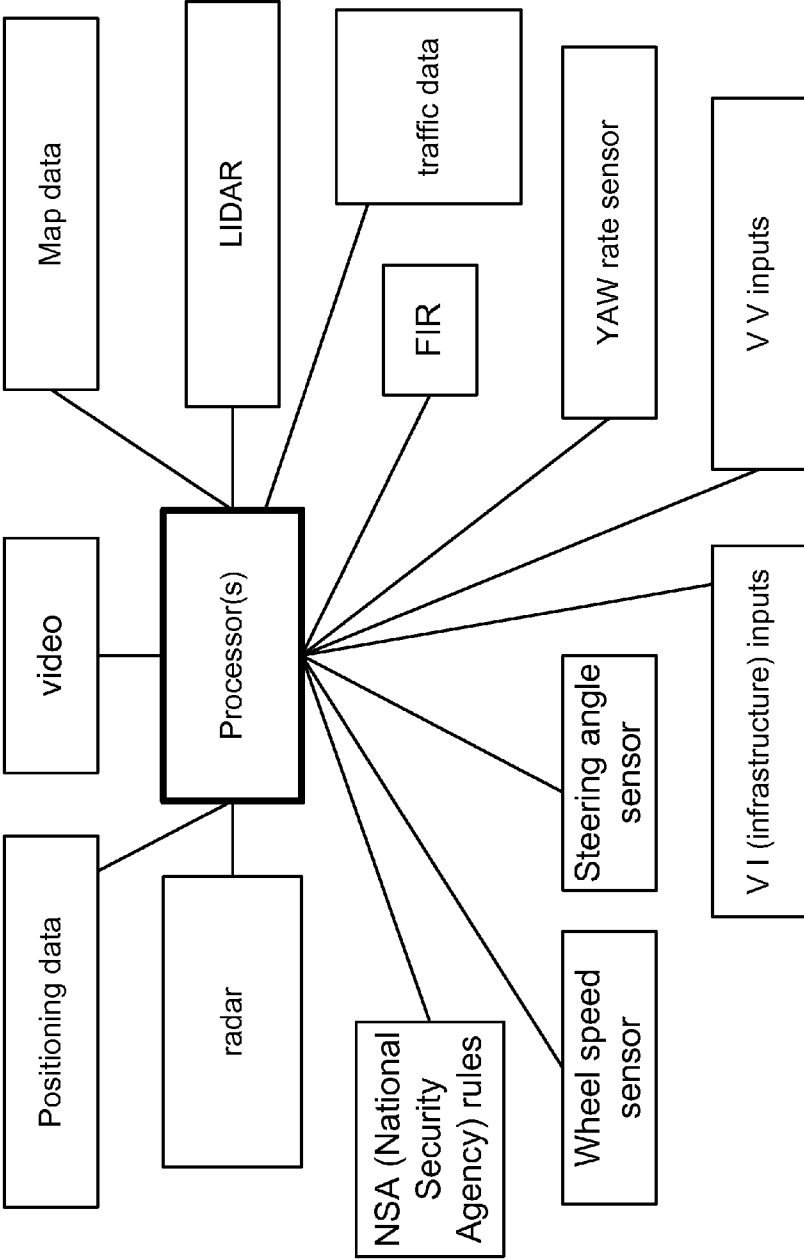 Positioning data
video
Map data
radar
Processor(s)
LIDAR
NSA (National
Security
Agency) rules
FIR
traffic data
Wheel speed
sensor
Steering angle
sensor
YAW rate sensor
V I (infrastructure) inputs
V V inputs